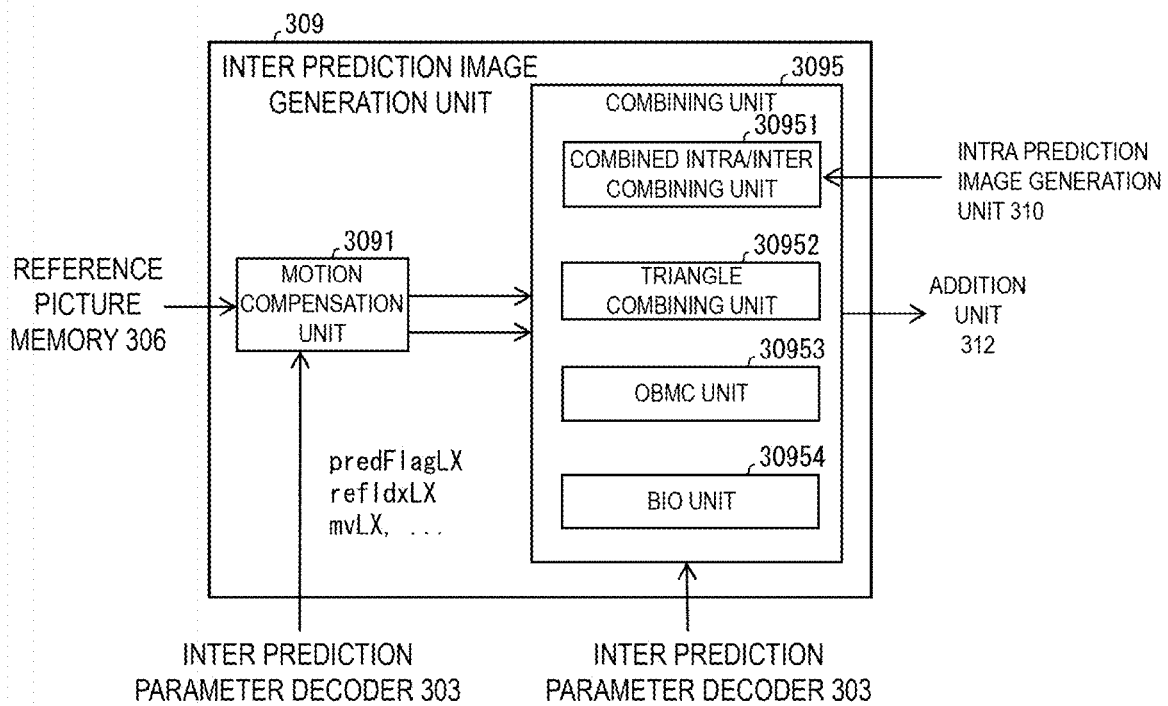 309
INTER PREDICTION IMAGE
GENERATION UNIT
3095
COMBINING UNIT
30951
COMBINED INTRA/INTER
COMBINING UNIT
INTRA PREDICTION
IMAGE GENERATION
UNIT 310
3091
MOTION
COMPENSATION
UNIT
REFERENCE
PICTURE
MEMORY 306
30952
TRIANGLE
COMBINING UNIT
ADDITION
UNIT
312
30953
OBMC UNIT
predFlagLX
refIdxLX
mvLX, ...
30954
BIO UNIT
INTER PREDICTION
PARAMETER DECODER 303
INTER PREDICTION
PARAMETER DECODER 303